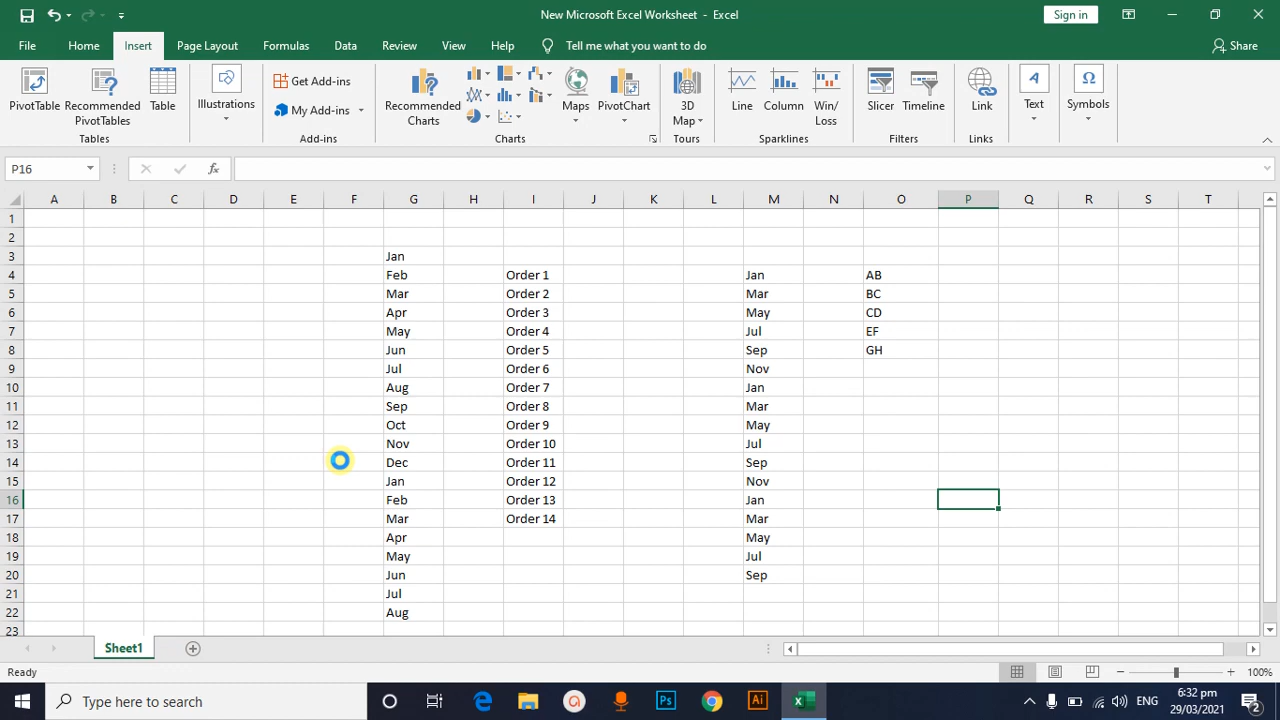 New Microsoft Excel Worksheet - Excel
Sign in
File Home Insert Page Layout Formulas Data Review View Help Tell me what you want to do Share
PivotTable Recommended PivotTables Table Illustrations Get Add-ins My Add-ins Recommended Charts Maps PivotChart 3D Map Line Column Win/Loss Slicer Timeline Link Text Symbols
Tables Add-ins Charts Tours Sparklines Filters Links
P16 fx
A B C D E F G H I J K L M N O P Q R S T
1
2
3 Jan
4 Feb Order 1 Jan AB
5 Mar Order 2 Mar BC
6 Apr Order 3 May CD
7 May Order 4 Jul EF
8 Jun Order 5 Sep GH
9 Jul Order 6 Nov
10 Aug Order 7 Jan
11 Sep Order 8 Mar
12 Oct Order 9 May
13 Nov Order 10 Jul
14 Dec Order 11 Sep
15 Jan Order 12 Nov
16 Feb Order 13 Jan
17 Mar Order 14 Mar
18 Apr May
19 May Jul
20 Jun Sep
21 Jul
22 Aug
23
Sheet1
Ready 100%
Type here to search Ps Ai ENG 6:32 pm
29/03/2021 2